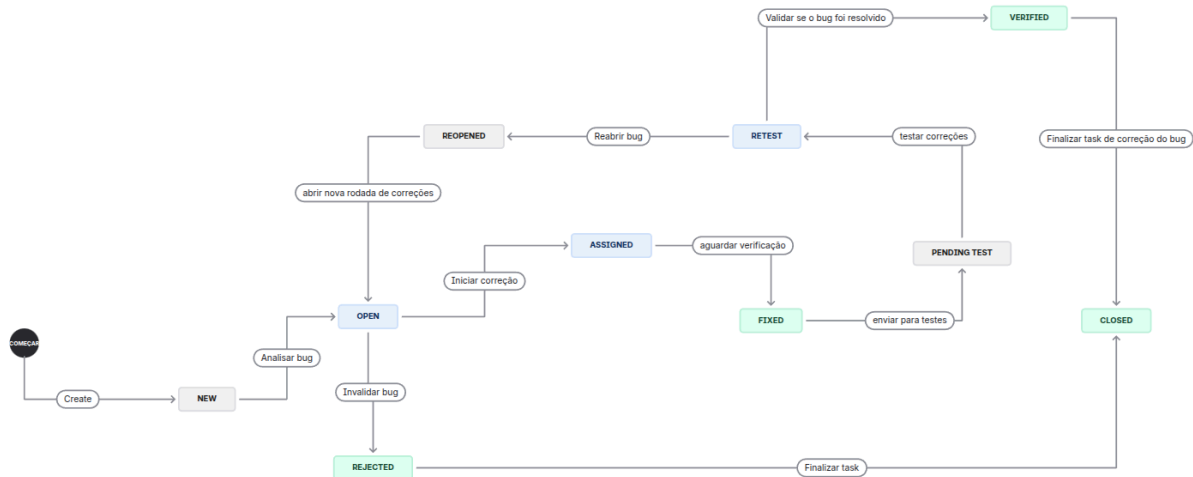 Validar se o bug foi resolvido
VERIFIED
REOPENED
Reabrir bug
RETEST
testar correções
Finalizar task de correção do bug
abrir nova rodada de correções
ASSIGNED
aguardar verificação
PENDING TEST
Iniciar correção
OPEN
FIXED
enviar para testes
CLOSED
COMEÇAR
Analisar bug
Create
NEW
Invalidar bug
REJECTED
Finalizar task